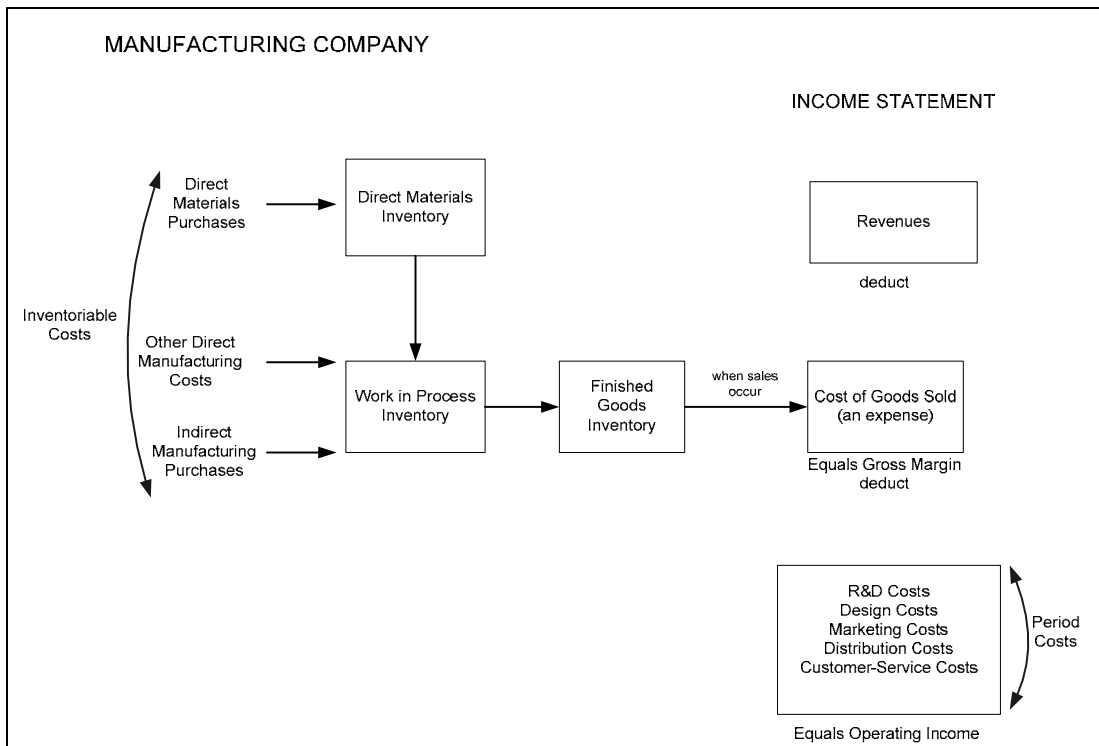 MANUFACTURING COMPANY
INCOME STATEMENT
Direct
Materials
Purchases
Direct Materials
Inventory
Revenues
deduct
Inventoriable
Costs
Other Direct
Manufacturing
Costs
Indirect
Manufacturing
Purchases
Work in Process
Inventory
Finished
Goods
Inventory
when sales
occur
Cost of Goods Sold
(an expense)
Equals Gross Margin
deduct
R&D Costs
Design Costs
Marketing Costs
Distribution Costs
Customer-Service Costs
Period
Costs
Equals Operating Income